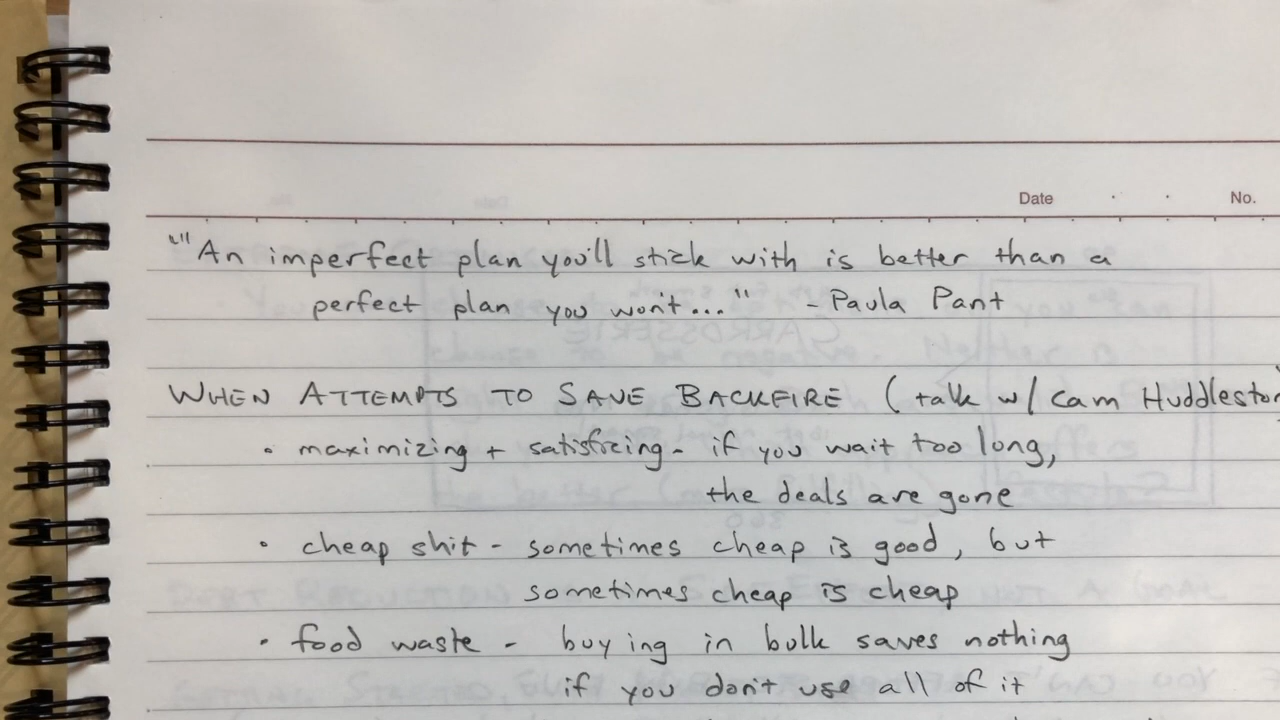 Date . . No.
"An imperfect plan you'll stick with is better than a
perfect plan you won't..." - Paula Pant
WHEN ATTEMPTS TO SAVE BACKFIRE (talk w/ Cam Huddleston
• maximizing + satisficing - if you wait too long,
the deals are gone
• cheap shit - sometimes cheap is good, but
sometimes cheap is cheap
• food waste - buying in bulk saves nothing
if you don't use all of it